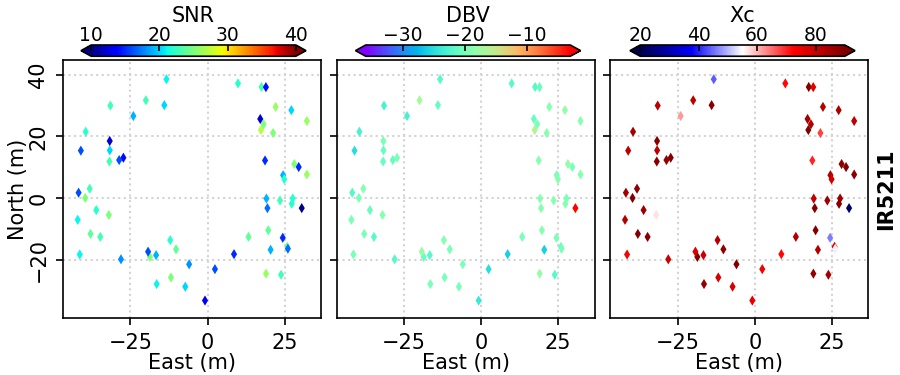 SNR DBV Xc
10 20 30 40 −30 −20 −10 20 40 60 80
40
20
0
−20
North (m)
−25 0 25 −25 0 25 −25 0 25
East (m) East (m) East (m)
IR5211